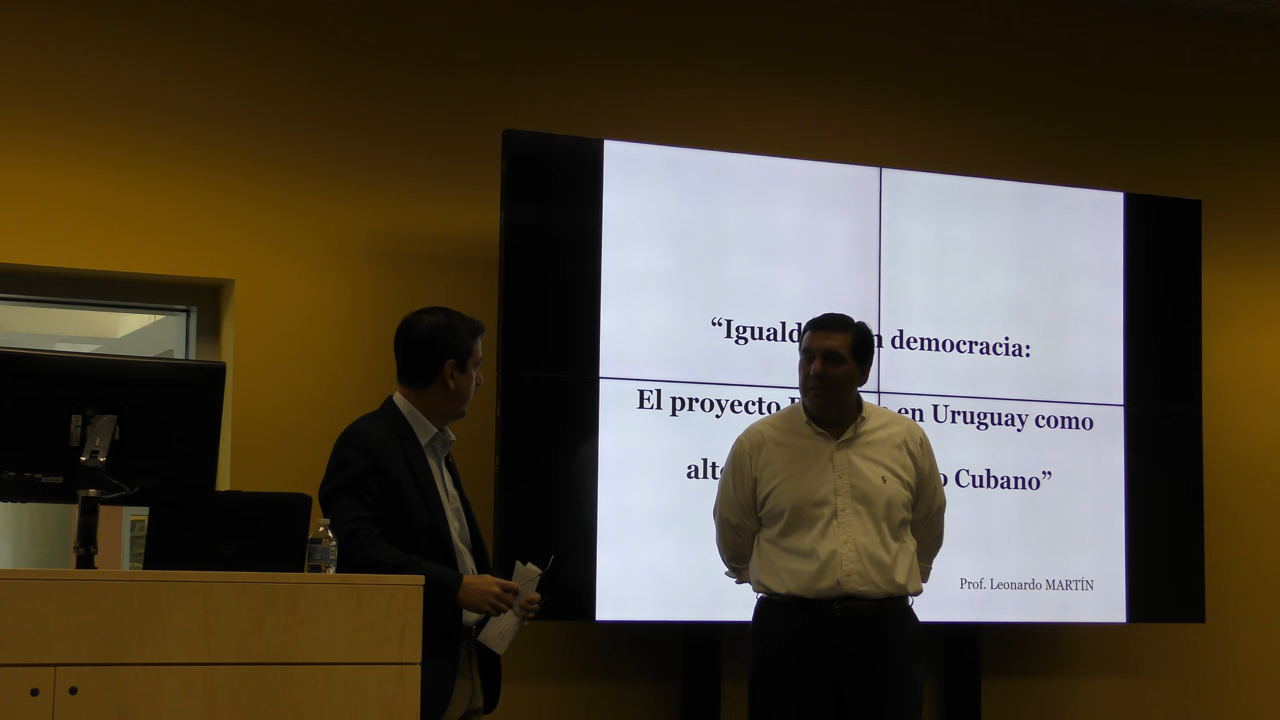 “Iguald n democracia:
El proyecto en Uruguay como
alt o Cubano”
Prof. Leonardo MARTÍN